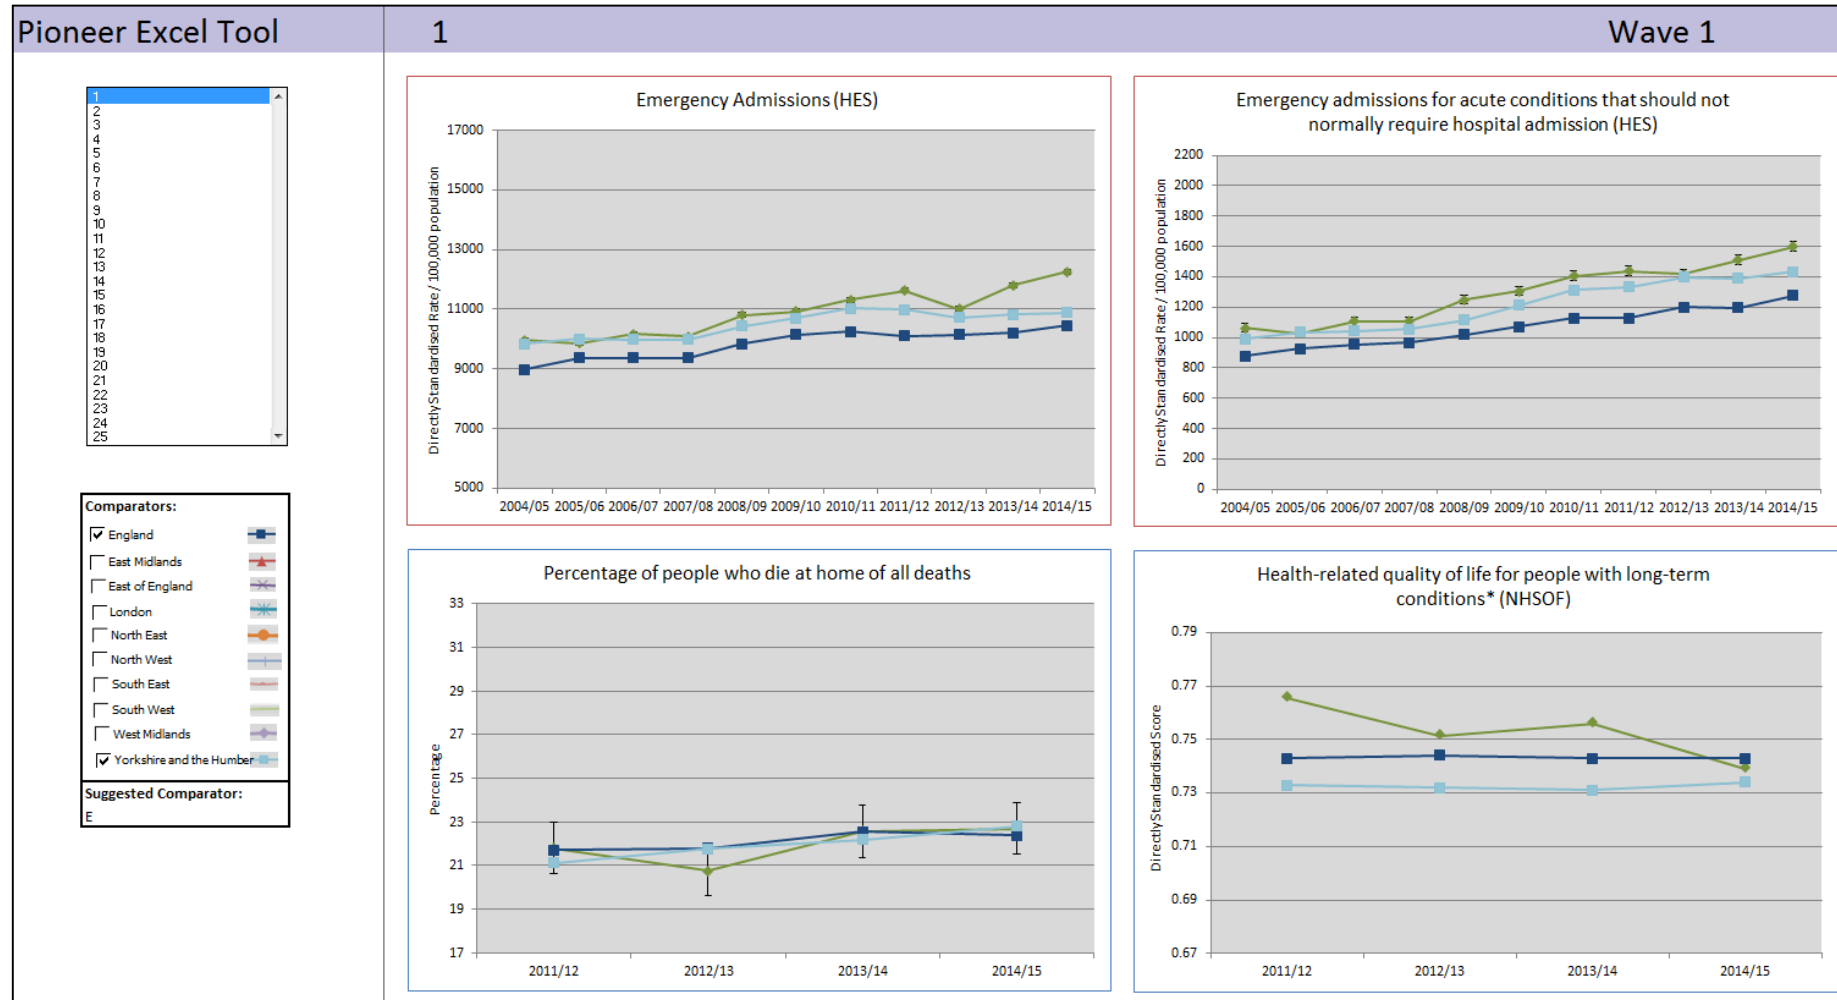 Pioneer Excel Tool
1
Wave 1
1
2
3
4
5
6
7
8
9
10
11
12
13
14
15
16
17
18
19
20
21
22
23
24
25
Comparators:
England
East Midlands
East of England
London
North East
North West
South East
South West
West Midlands
Yorkshire and the Humber
Suggested Comparator:
E
Emergency Admissions (HES)
Directly Standardised Rate / 100,000 population
17000
15000
13000
11000
9000
7000
5000
2004/05 2005/06 2006/07 2007/08 2008/09 2009/10 2010/11 2011/12 2012/13 2013/14 2014/15
Emergency admissions for acute conditions that should not
normally require hospital admission (HES)
Directly Standardised Rate / 100,000 population
2200
2000
1800
1600
1400
1200
1000
800
600
400
200
0
2004/05 2005/06 2006/07 2007/08 2008/09 2009/10 2010/11 2011/12 2012/13 2013/14 2014/15
Percentage of people who die at home of all deaths
Percentage
33
31
29
27
25
23
21
19
17
2011/12 2012/13 2013/14 2014/15
Health-related quality of life for people with long-term
conditions* (NHSOF)
Directly Standardised Score
0.79
0.77
0.75
0.73
0.71
0.69
0.67
2011/12 2012/13 2013/14 2014/15